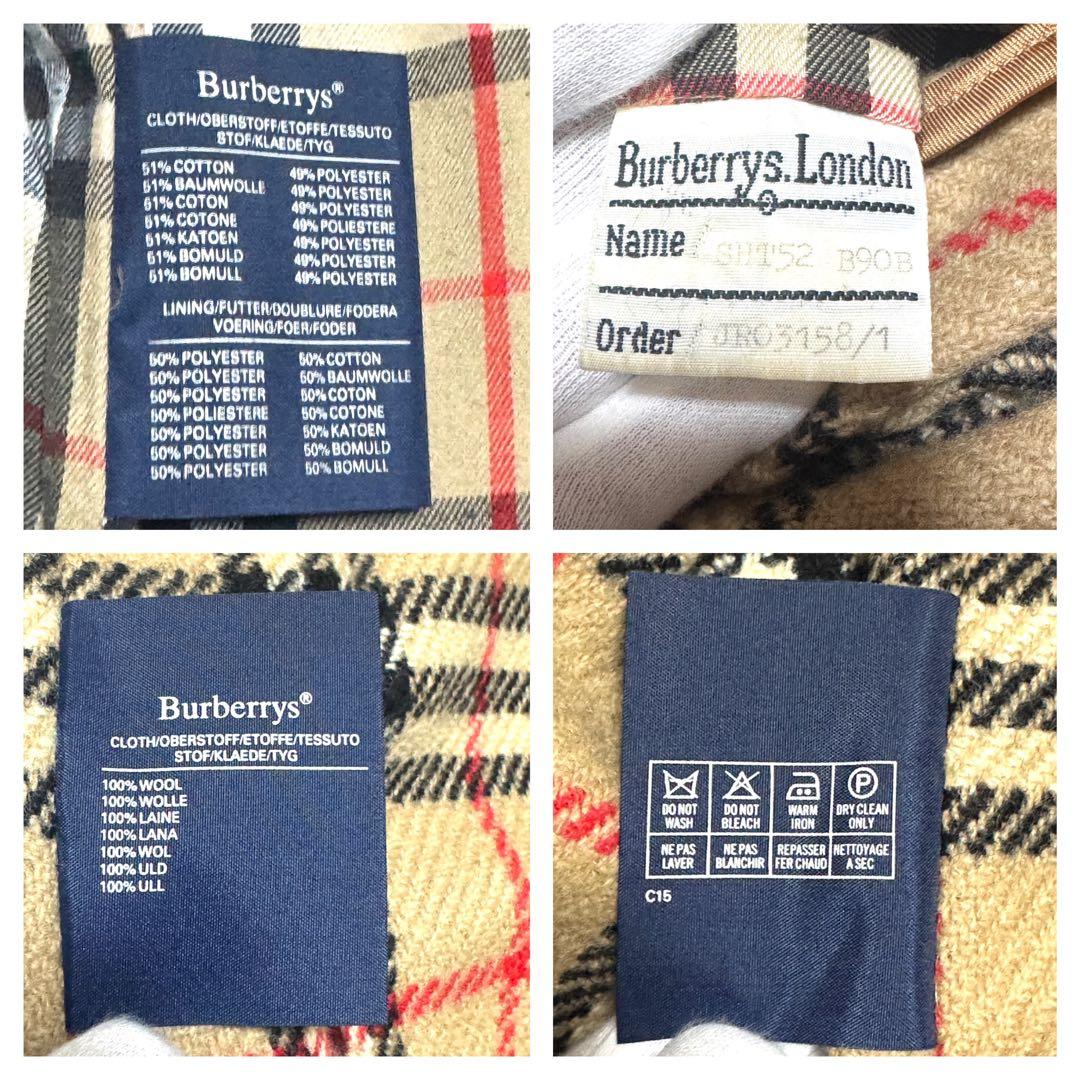 Burberrys®
CLOTH/OBERSTOFF/ETOFFE/TESSUTO
STOF/KLAEDE/TYG
51% COTTON 49% POLYESTER
51% BAUMWOLLE 49% POLYESTER
51% COTON 49% POLYESTER
51% COTONE 49% POLIESTERE
51% KATOEN 49% POLYESTER
51% BOMULD 49% POLYESTER
51% BOMULL 49% POLYESTER
LINING/FUTTER/DOUBLURE/FODERA
VOERING/FOER/FODER
50% POLYESTER 50% COTTON
50% POLYESTER 50% BAUMWOLLE
50% POLYESTER 50% COTON
50% POLIESTERE 50% COTONE
50% POLYESTER 50% KATOEN
50% POLYESTER 50% BOMULD
50% POLYESTER 50% BOMULL
Burberrys.London
Name SHT52 B90B
Order JR03158/1
Burberrys®
CLOTH/OBERSTOFF/ETOFFE/TESSUTO
STOF/KLAEDE/TYG
100% WOOL
100% WOLLE
100% LAINE
100% LANA
100% WOL
100% ULD
100% ULL
P
DO NOT WASH
DO NOT BLEACH
WARM IRON
DRY CLEAN ONLY
NE PAS LAVER
NE PAS BLANCHIR
REPASSER FER CHAUD
NETTOYAGE A SEC
C15